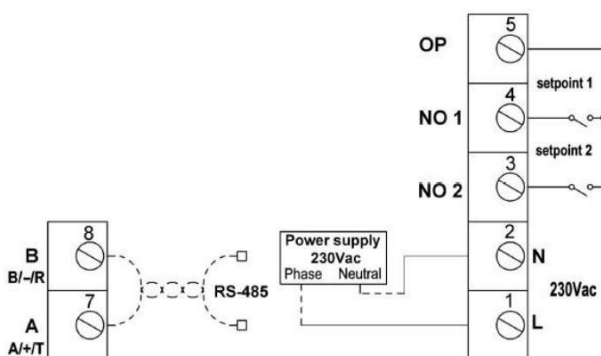 5
OP
setpoint 1
4
NO 1
setpoint 2
3
NO 2
8
B
B/–/R
RS-485
7
A
A/+/T
Power supply
230Vac
Phase Neutral
2
N
230Vac
1
L